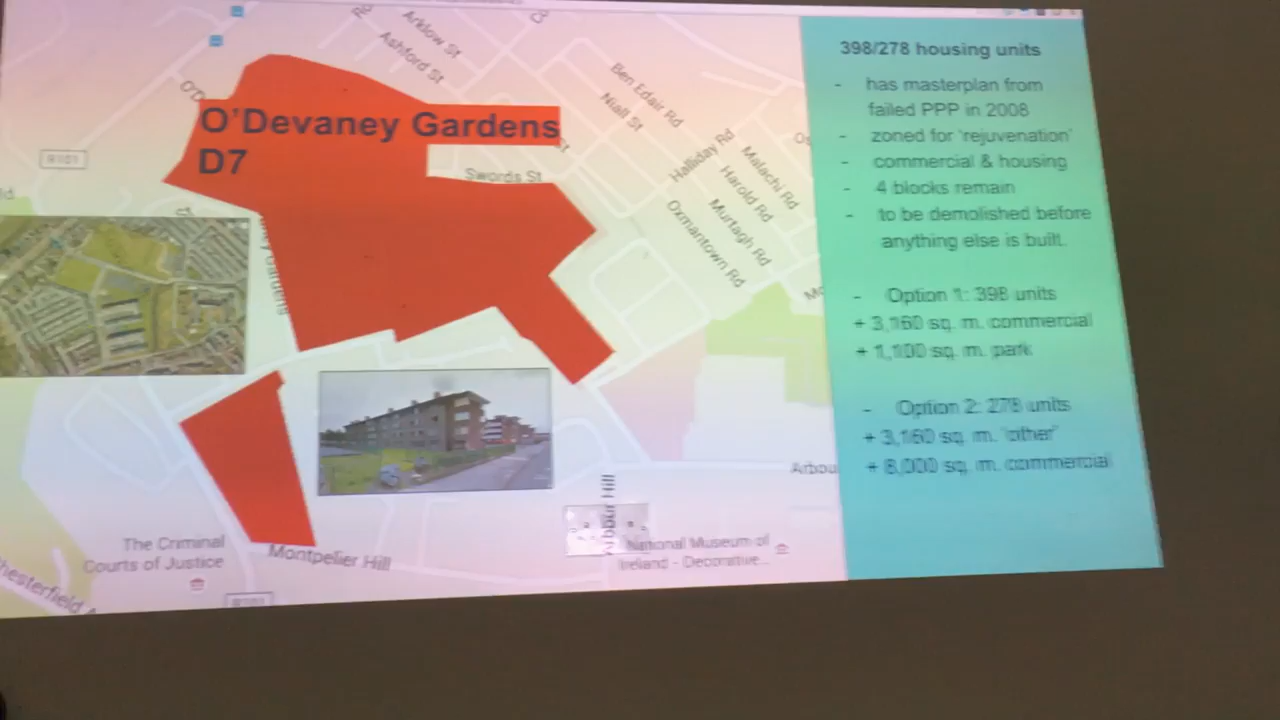 Arklow St
Ashford St
Ben Edair Rd
Niall St
O'Devaney Gardens
D7
R101
Swords St
Halliday Rd
Malachi Rd
Harold Rd
Murtagh Rd
Oxmantown Rd
St
Gardens
The Criminal
Courts of Justice
Montpelier Hill
Arbour Hill
Arbou
National Museum of
Ireland - Decorative...
398/278 housing units
- has masterplan from
failed PPP in 2008
- zoned for 'rejuvenation'
- commercial & housing
- 4 blocks remain
- to be demolished before
anything else is built.
- Option 1: 398 units
+ 3,160 sq. m. commercial
+ 1,100 sq. m. park
- Option 2: 278 units
+ 3,160 sq. m. 'other'
+ 8,000 sq. m. commercial